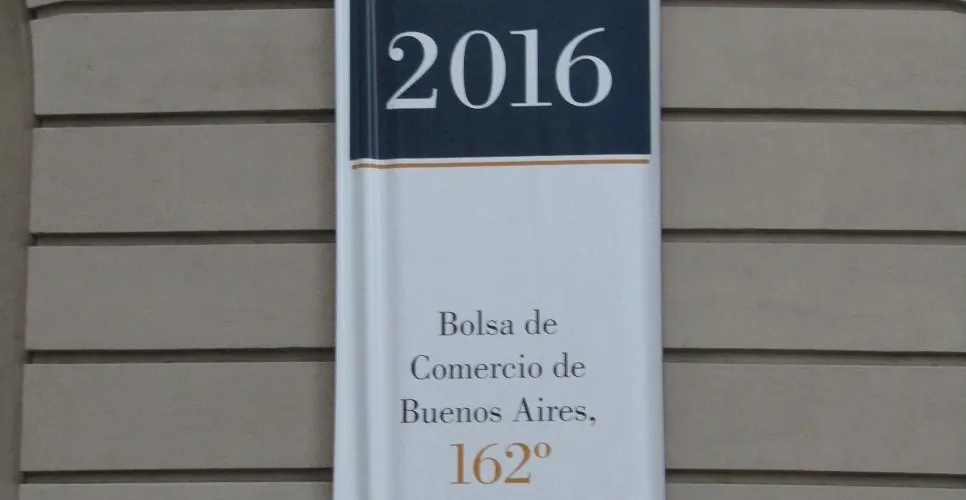 2016
Bolsa de
Comercio de
Buenos Aires,
162º